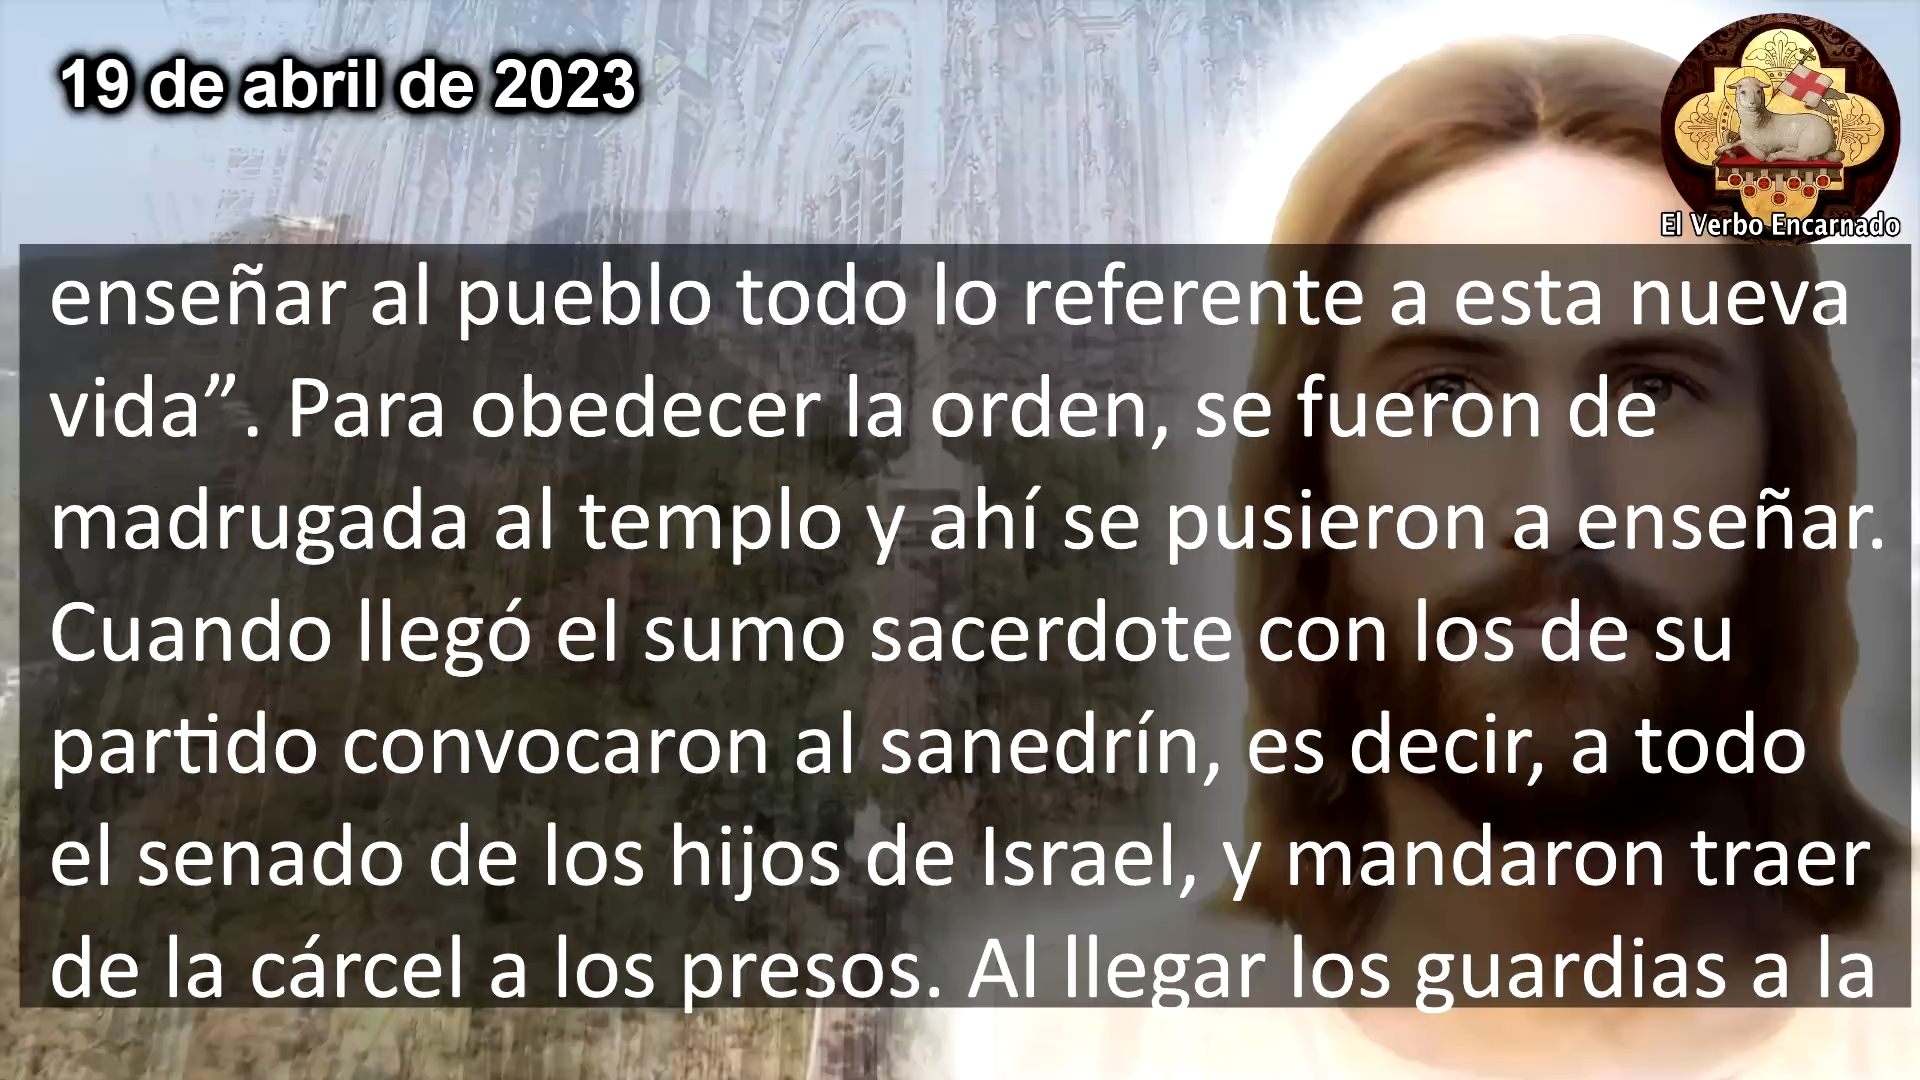 19 de abril de 2023
El Verbo Encarnado
enseñar al pueblo todo lo referente a esta nueva
vida”. Para obedecer la orden, se fueron de
madrugada al templo y ahí se pusieron a enseñar.
Cuando llegó el sumo sacerdote con los de su
partido convocaron al sanedrín, es decir, a todo
el senado de los hijos de Israel, y mandaron traer
de la cárcel a los presos. Al llegar los guardias a la